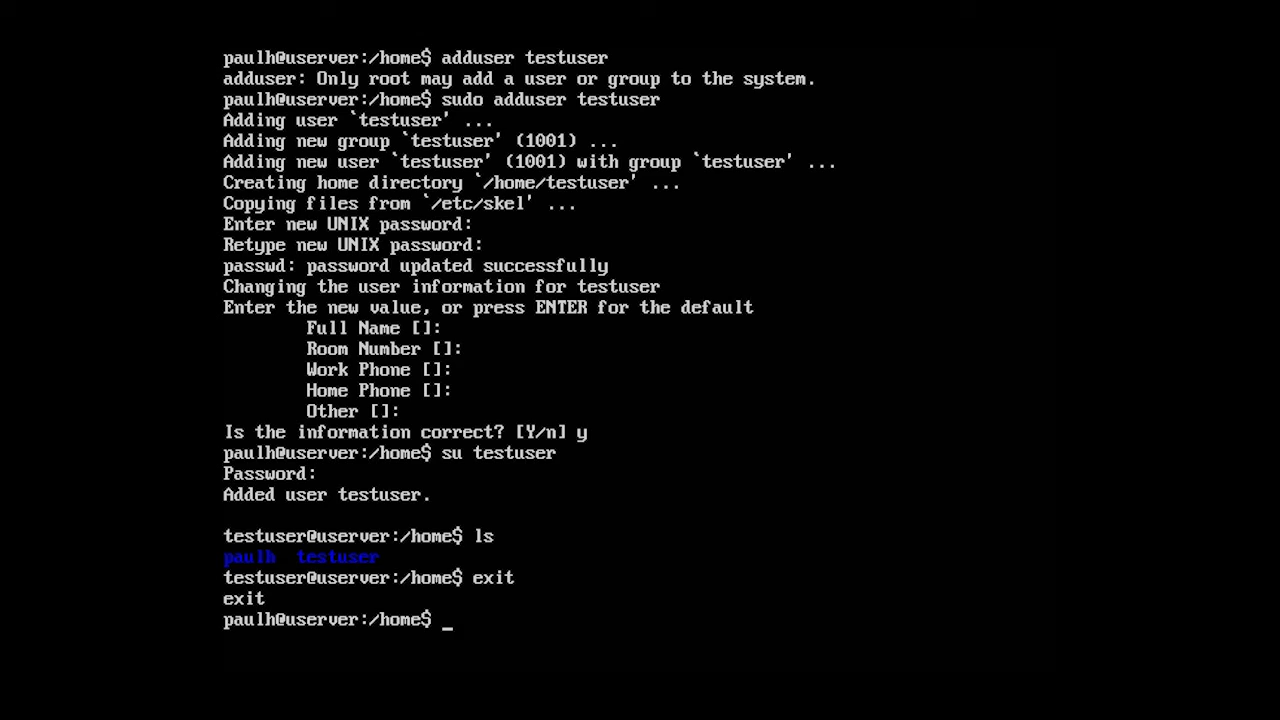 paulh@userver:/home$ adduser testuser
adduser: Only root may add a user or group to the system.
paulh@userver:/home$ sudo adduser testuser
Adding user `testuser' ...
Adding new group `testuser' (1001) ...
Adding new user `testuser' (1001) with group `testuser' ...
Creating home directory `/home/testuser' ...
Copying files from `/etc/skel' ...
Enter new UNIX password:
Retype new UNIX password:
passwd: password updated successfully
Changing the user information for testuser
Enter the new value, or press ENTER for the default
        Full Name []:
        Room Number []:
        Work Phone []:
        Home Phone []:
        Other []:
Is the information correct? [Y/n] y
paulh@userver:/home$ su testuser
Password:
Added user testuser.

testuser@userver:/home$ ls
paulh  testuser
testuser@userver:/home$ exit
exit
paulh@userver:/home$ _